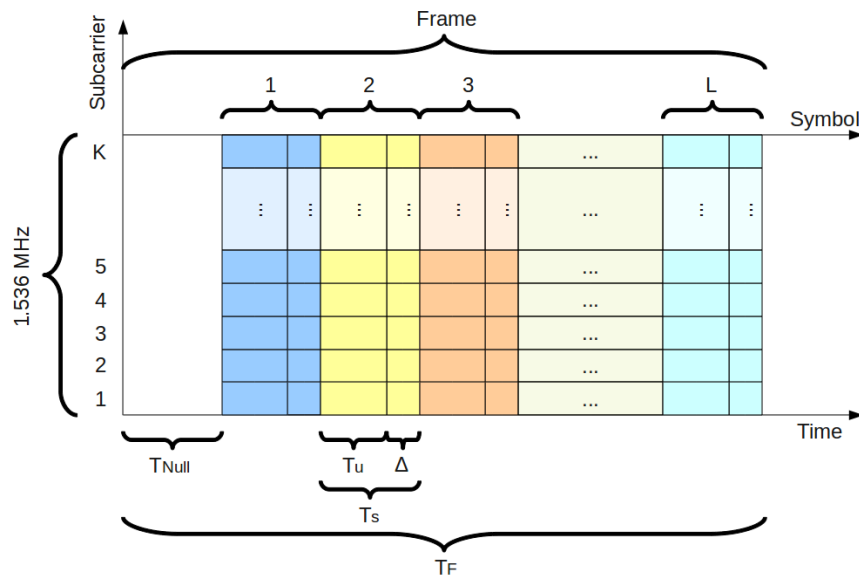 Frame
Subcarrier
1 2 3 L
Symbol
K
⋮ ⋮ ⋮ ⋮ ⋮ ⋮ ... ⋮ ⋮
...
5
...
4
...
3
...
2
...
1
...
1.536 MHz
Time
TNull Tu Δ
Ts
TF